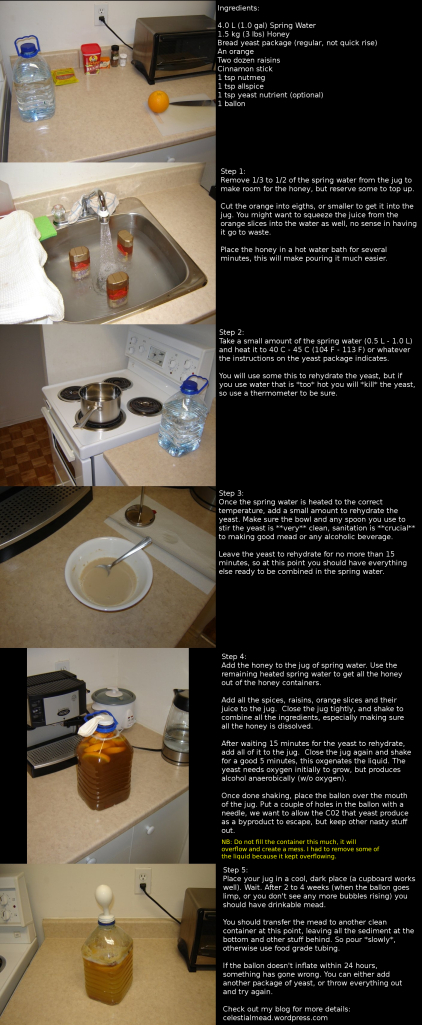 Ingredients:
4.0 L (1.0 gal) Spring Water
1.5 kg (3 lbs) Honey
Bread yeast package (regular, not quick rise)
An orange
Two dozen raisins
Cinnamon stick
1 tsp nutmeg
1 tsp allspice
1 tsp yeast nutrient (optional)
1 ballon
Step 1:
Remove 1/3 to 1/2 of the spring water from the jug to
make room for the honey, but reserve some to top up.
Cut the orange into eigths, or smaller to get it into the
jug. You might want to squeeze the juice from the
orange slices into the water as well, no sense in having
it go to waste.
Place the honey in a hot water bath for several
minutes, this will make pouring it much easier.
Step 2:
Take a small amount of the spring water (0.5 L - 1.0 L)
and heat it to 40 C - 45 C (104 F - 113 F) or whatever
the instructions on the yeast package indicates.
You will use some this to rehydrate the yeast, but if
you use water that is *too* hot you will *kill* the yeast,
so use a thermometer to be sure.
Step 3:
Once the spring water is heated to the correct
temperature, add a small amount to rehydrate the
yeast. Make sure the bowl and any spoon you use to
stir the yeast is **very** clean, sanitation is **crucial**
to making good mead or any alcoholic beverage.
Leave the yeast to rehydrate for no more than 15
minutes, so at this point you should have everything
else ready to be combined in the spring water.
Step 4:
Add the honey to the jug of spring water. Use the
remaining heated spring water to get all the honey
out of the honey containers.
Add all the spices, raisins, orange slices and their
juice to the jug.  Close the jug tightly, and shake to
combine all the ingredients, especially making sure
all the honey is dissolved.
After waiting 15 minutes for the yeast to rehydrate,
add all of it to the jug.  Close the jug again and shake
for a good 5 minutes, this oxgenates the liquid. The
yeast needs oxygen initially to grow, but produces
alcohol anaerobically (w/o oxygen).
Once done shaking, place the ballon over the mouth
of the jug. Put a couple of holes in the ballon with a
needle, we want to allow the C02 that yeast produce
as a byproduct to escape, but keep other nasty stuff
out.
NB: Do not fill the container this much, it will
overflow and create a mess. I had to remove some of
the liquid because it kept overflowing.
Step 5:
Place your jug in a cool, dark place (a cupboard works
well). Wait. After 2 to 4 weeks (when the ballon goes
limp, or you don't see any more bubbles rising) you
should have drinkable mead.
You should transfer the mead to another clean
container at this point, leaving all the sediment at the
bottom and other stuff behind. So pour *slowly*,
otherwise use food grade tubing.
If the ballon doesn't inflate within 24 hours,
something has gone wrong. You can either add
another package of yeast, or throw everything out
and try again.
Check out my blog for more details:
celestialmead.wordpress.com